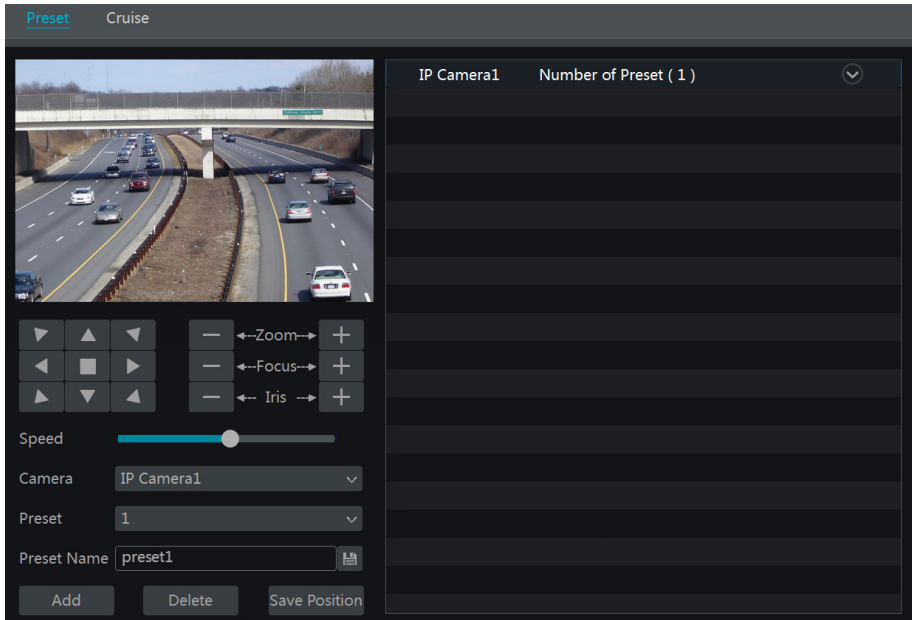 Preset Cruise
IP Camera1 Number of Preset ( 1 )
Zoom
Focus
Iris
Speed
Camera IP Camera1
Preset 1
Preset Name preset1
Add Delete Save Position